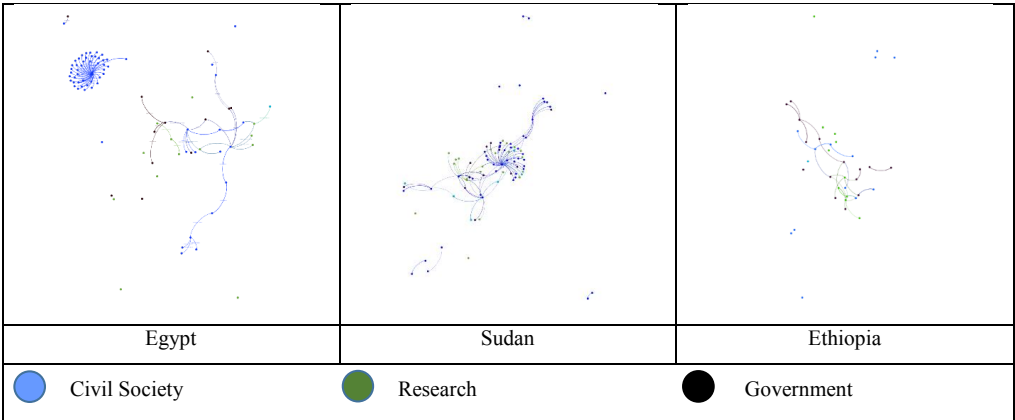 Egypt
Sudan
Ethiopia
Civil Society
Research
Government